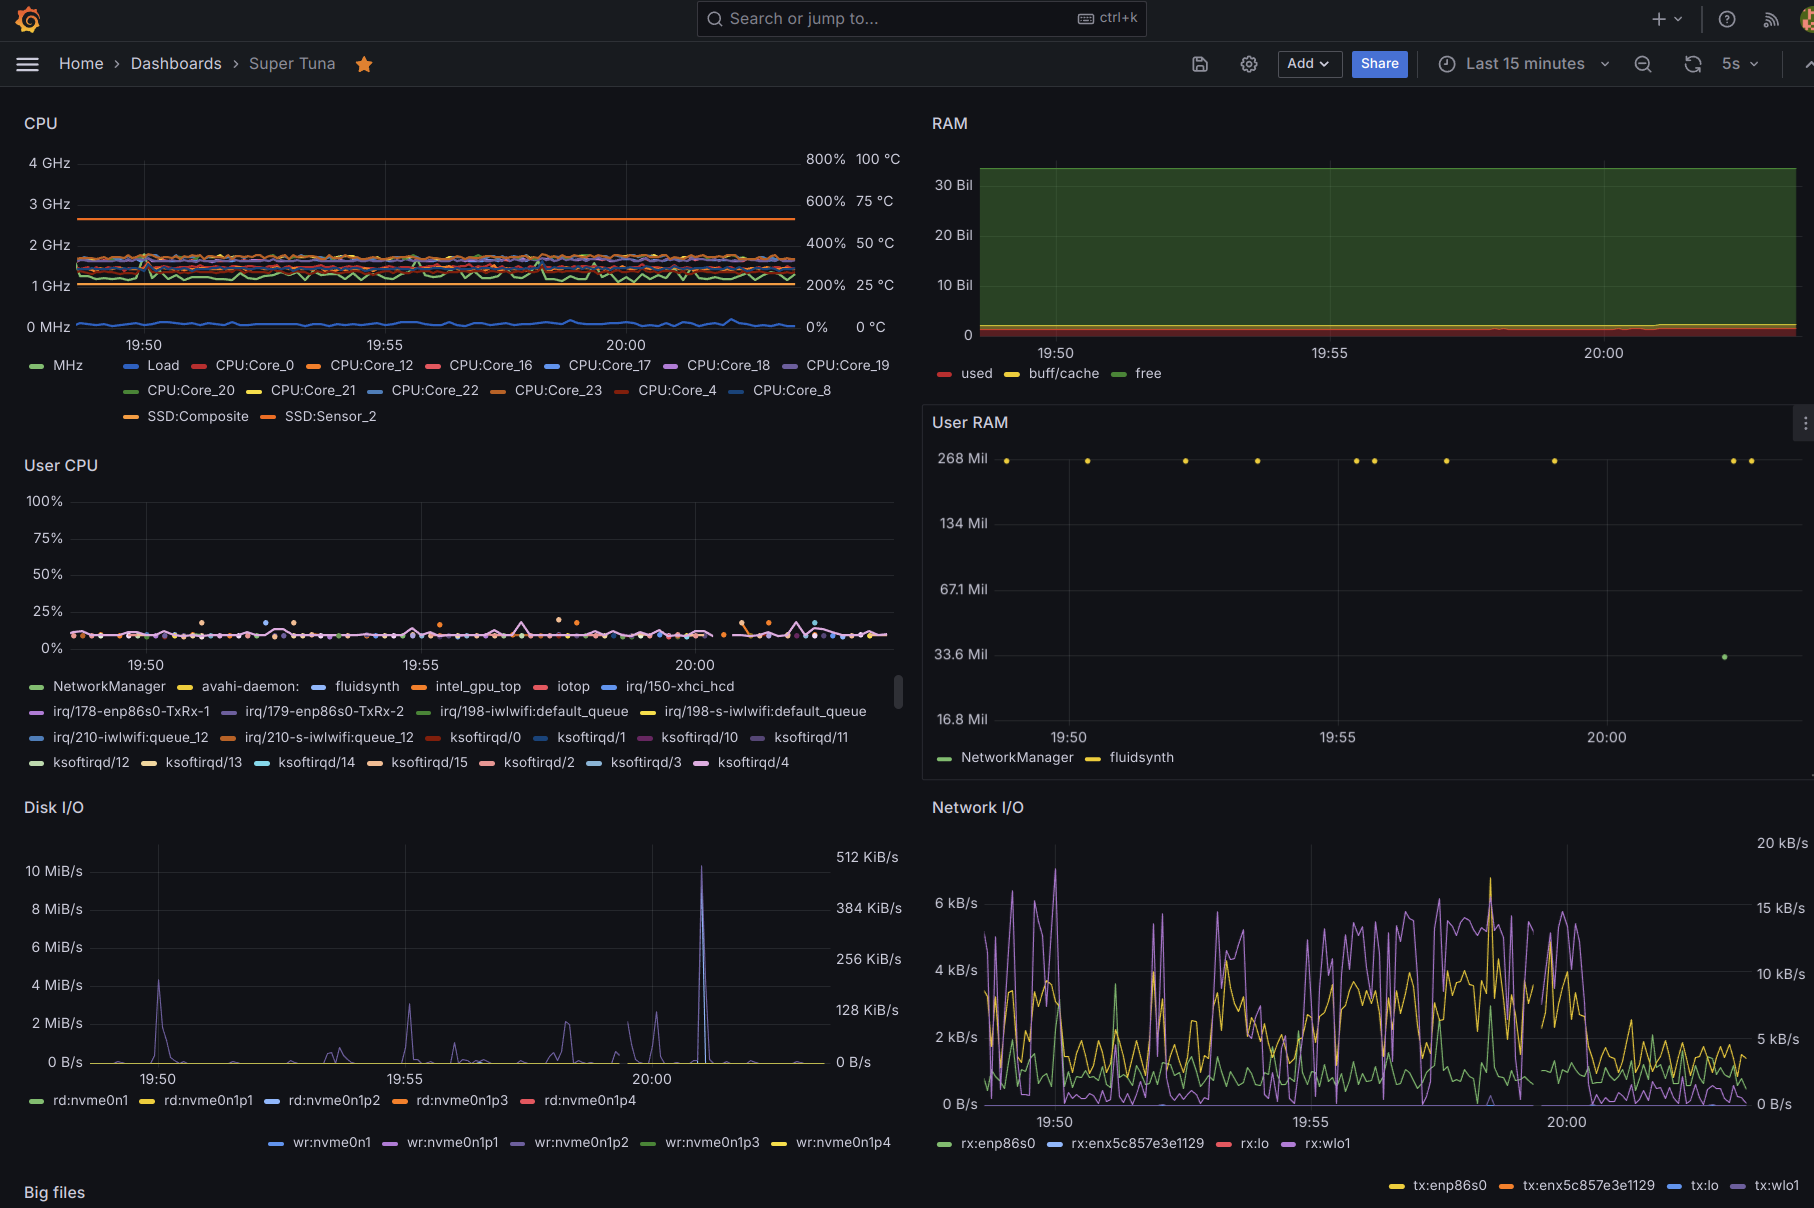 Search or jump to... ctrl+k
Home > Dashboards > Super Tuna
Add Share Last 15 minutes 5s
CPU
4 GHz 800% 100 °C
3 GHz 600% 75 °C
2 GHz 400% 50 °C
1 GHz 200% 25 °C
0 MHz 0% 0 °C
19:50 19:55 20:00
MHz Load CPU:Core_0 CPU:Core_12 CPU:Core_16 CPU:Core_17 CPU:Core_18 CPU:Core_19
CPU:Core_20 CPU:Core_21 CPU:Core_22 CPU:Core_23 CPU:Core_4 CPU:Core_8
SSD:Composite SSD:Sensor_2
RAM
30 Bil
20 Bil
10 Bil
0
19:50 19:55 20:00
used buff/cache free
User CPU
100%
75%
50%
25%
0%
19:50 19:55 20:00
NetworkManager avahi-daemon: fluidsynth intel_gpu_top iotop irq/150-xhci_hcd
irq/178-enp86s0-TxRx-1 irq/179-enp86s0-TxRx-2 irq/198-iwlwifi:default_queue irq/198-s-iwlwifi:default_queue
irq/210-iwlwifi:queue_12 irq/210-s-iwlwifi:queue_12 ksoftirqd/0 ksoftirqd/1 ksoftirqd/10 ksoftirqd/11
ksoftirqd/12 ksoftirqd/13 ksoftirqd/14 ksoftirqd/15 ksoftirqd/2 ksoftirqd/3 ksoftirqd/4
User RAM
268 Mil
134 Mil
67.1 Mil
33.6 Mil
16.8 Mil
19:50 19:55 20:00
NetworkManager fluidsynth
Disk I/O
10 MiB/s 512 KiB/s
8 MiB/s 384 KiB/s
6 MiB/s 256 KiB/s
4 MiB/s 128 KiB/s
2 MiB/s
0 B/s 0 B/s
19:50 19:55 20:00
rd:nvme0n1 rd:nvme0n1p1 rd:nvme0n1p2 rd:nvme0n1p3 rd:nvme0n1p4
wr:nvme0n1 wr:nvme0n1p1 wr:nvme0n1p2 wr:nvme0n1p3 wr:nvme0n1p4
Network I/O
20 kB/s
6 kB/s 15 kB/s
4 kB/s 10 kB/s
2 kB/s 5 kB/s
0 B/s 0 B/s
19:50 19:55 20:00
rx:enp86s0 rx:enx5c857e3e1129 rx:lo rx:wlo1
tx:enp86s0 tx:enx5c857e3e1129 tx:lo tx:wlo1
Big files